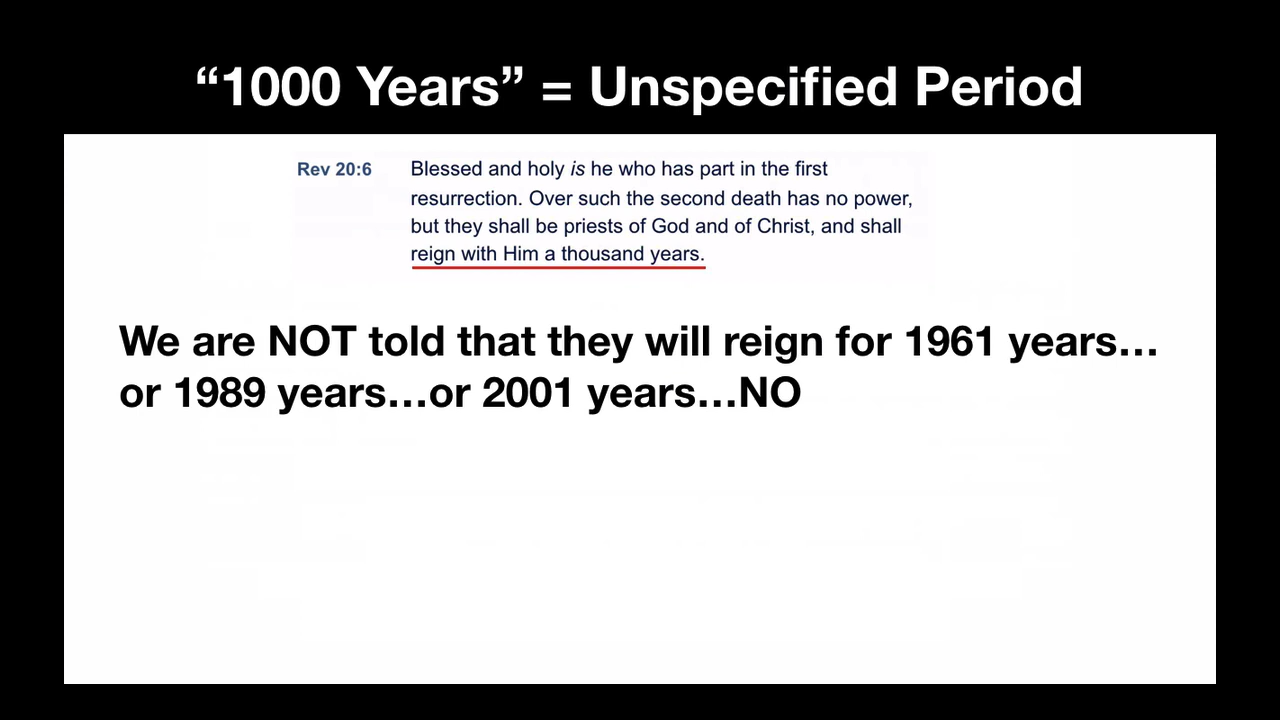 “1000 Years” = Unspecified Period
Rev 20:6 Blessed and holy is he who has part in the first
resurrection. Over such the second death has no power,
but they shall be priests of God and of Christ, and shall
reign with Him a thousand years.
We are NOT told that they will reign for 1961 years…
or 1989 years…or 2001 years…NO